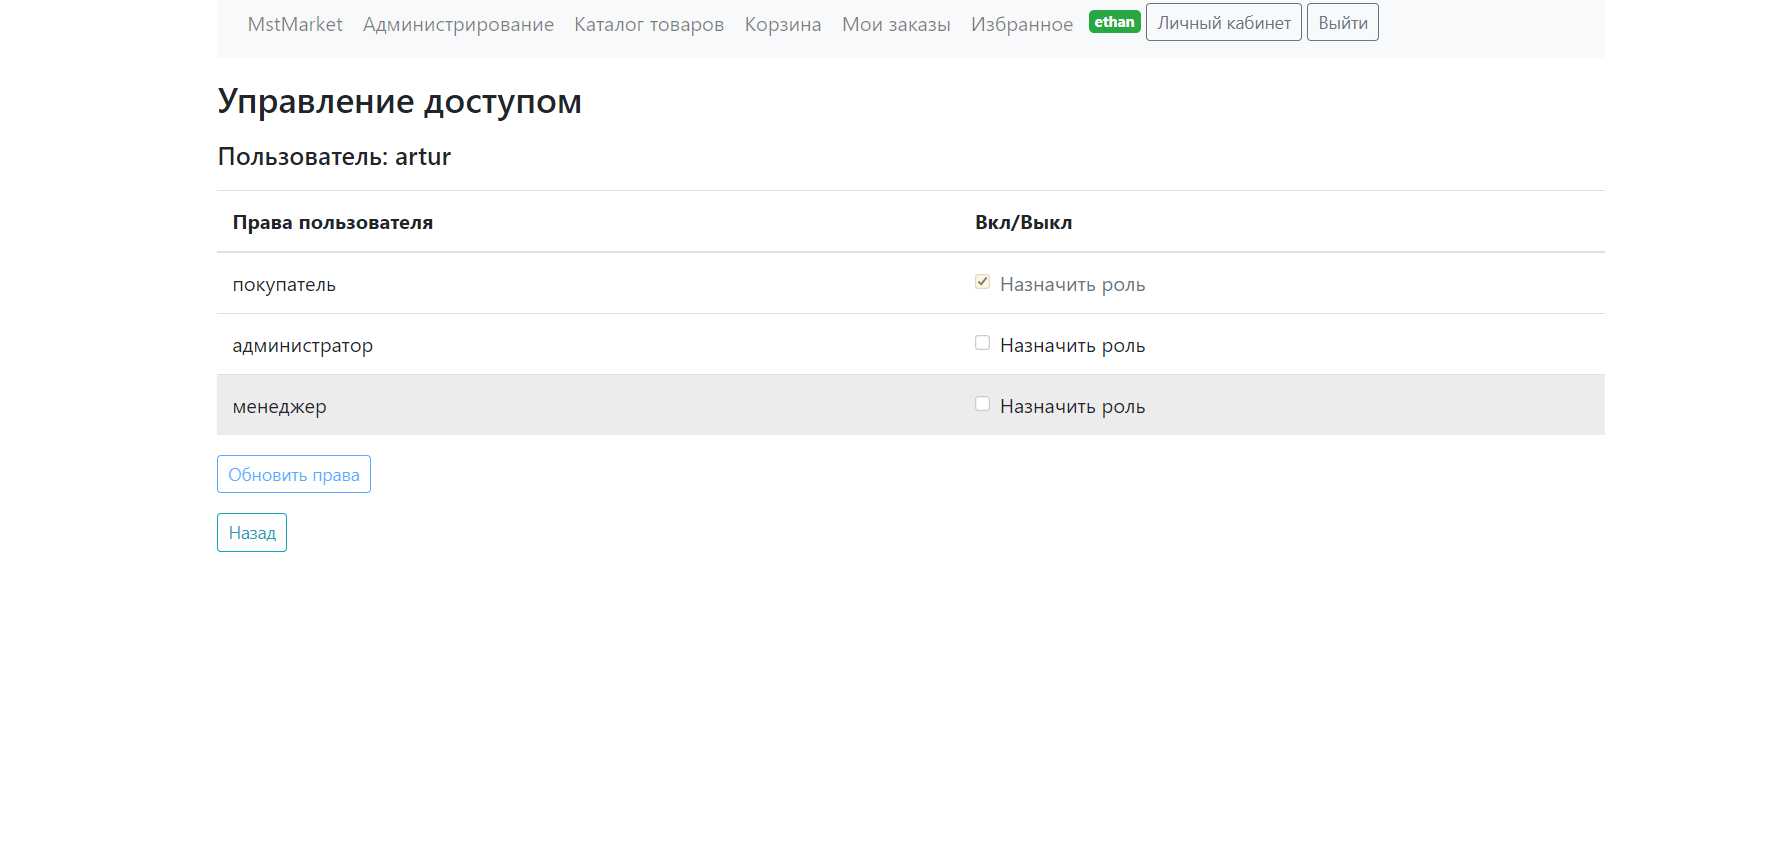 MstMarket Администрирование Каталог товаров Корзина Мои заказы Избранное ethan Личный кабинет Выйти
Управление доступом
Пользователь: artur
Права пользователя Вкл/Выкл
покупатель Назначить роль
администратор Назначить роль
менеджер Назначить роль
Обновить права
Назад